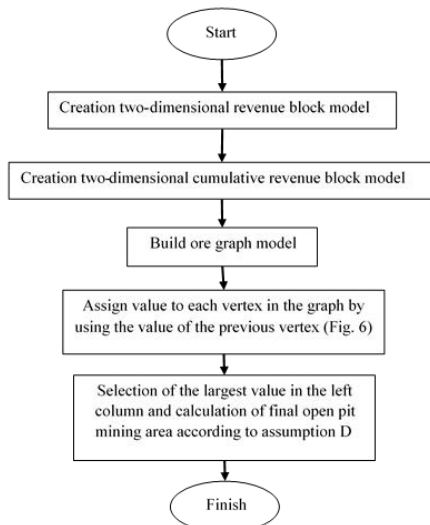 Start
Creation two-dimensional revenue block model
Creation two-dimensional cumulative revenue block model
Build ore graph model
Assign value to each vertex in the graph by
using the value of the previous vertex (Fig. 6)
Selection of the largest value in the left
column and calculation of final open pit
mining area according to assumption D
Finish